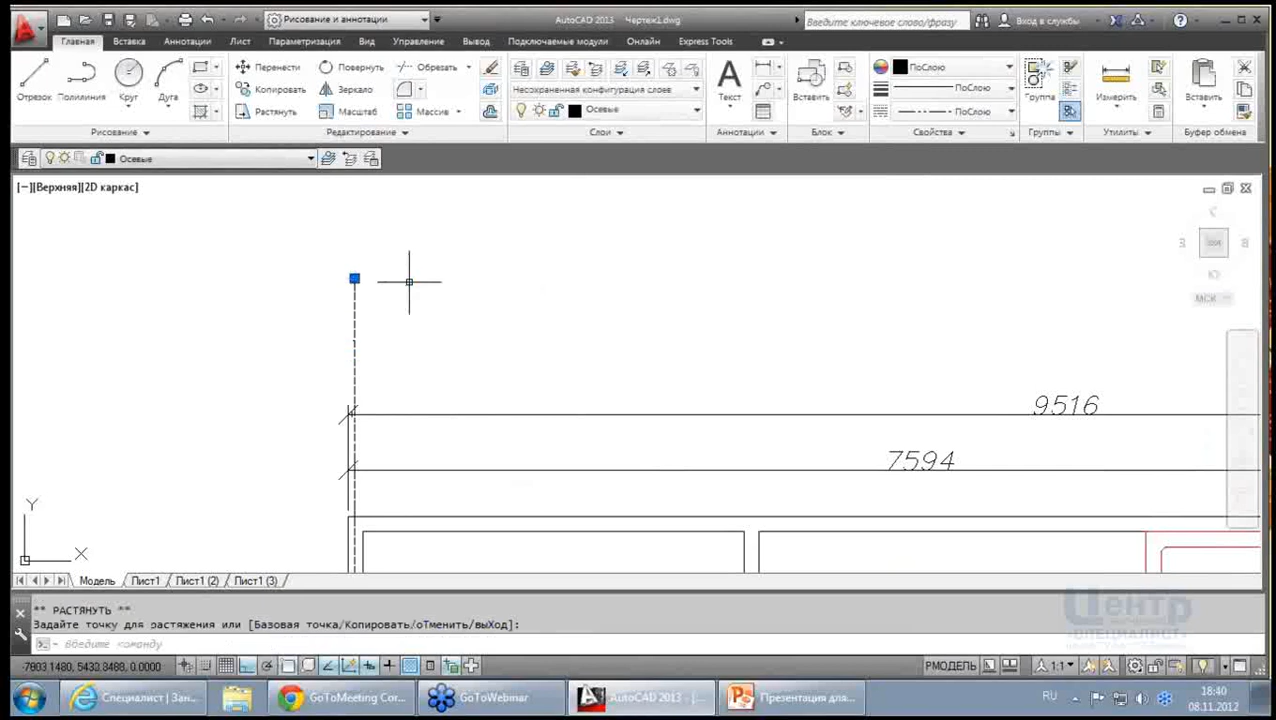 AutoCAD 2013 Чертеж1.dwg
Рисование и аннотации
Введите ключевое слово/фразу
Вход в службы
Главная Вставка Аннотации Лист Параметризация Вид Управление Вывод Подключаемые модули Онлайн Express Tools
Отрезок Полилиния Круг Дуга
Перенести Повернуть Обрезать
Копировать Зеркало
Растянуть Масштаб Массив
Несохраненная конфигурация слоев
Осевые
Текст
Вставить
ПоСлою
ПоСлою
ПоСлою
Группа
Измерить
Вставить
Рисование Редактирование Слои Аннотации Блок Свойства Группы Утилиты Буфер обмена
Осевые
[−][Верхняя][2D каркас]
С
З В
Ю
МСК
9516
7594
Y
X
Модель Лист1 Лист1 (2) Лист1 (3)
** РАСТЯНУТЬ **
Задайте точку для растяжения или [Базовая точка/Копировать/оТменить/выХод]:
Введите команду
Центр
«СПЕЦИАЛИСТ»
-7803.1480, 5430.8488, 0.0000
РМОДЕЛЬ
1:1
Специалист | Зан...
GoToMeeting Cor...
GoToWebinar
AutoCAD 2013 - [...
Презентация для...
RU
18:40
08.11.2012